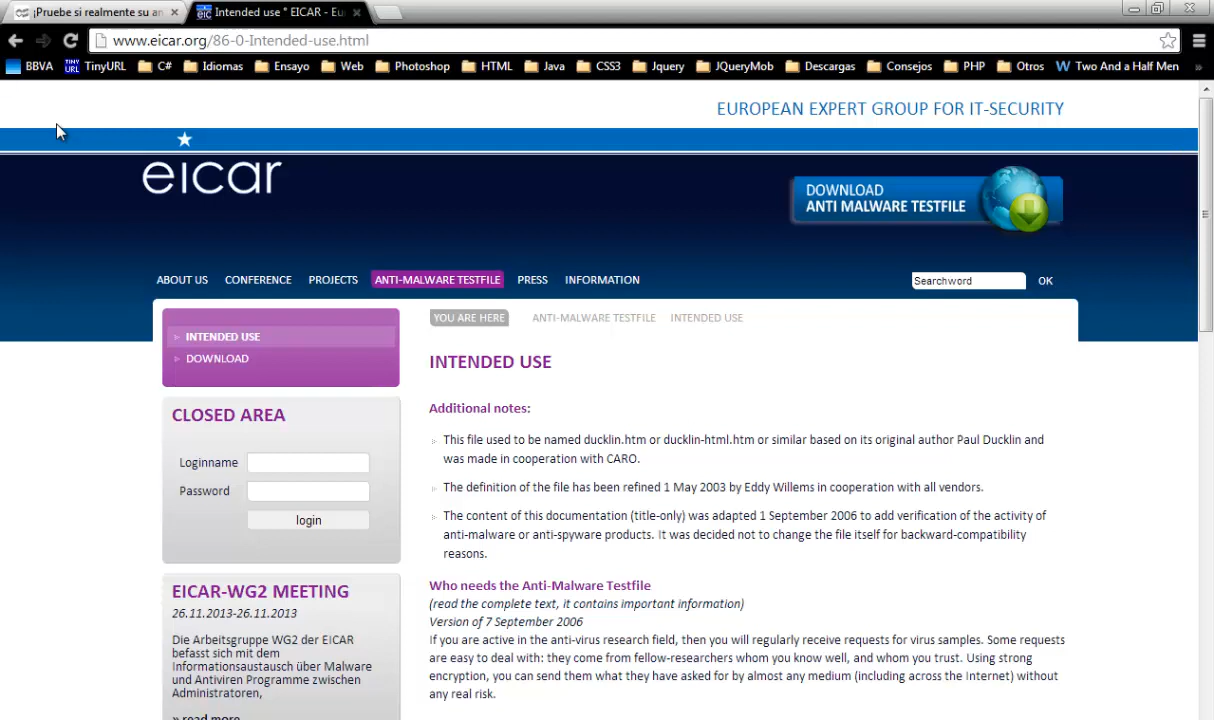 ¡Pruebe si realmente su an
Intended use * EICAR - Eu
www.eicar.org/86-0-Intended-use.html
BBVA TinyURL C# Idiomas Ensayo Web Photoshop HTML Java CSS3 Jquery JQueryMob Descargas Consejos PHP Otros W Two And a Half Men »
EUROPEAN EXPERT GROUP FOR IT-SECURITY
eicar
DOWNLOAD
ANTI MALWARE TESTFILE
ABOUT US CONFERENCE PROJECTS ANTI-MALWARE TESTFILE PRESS INFORMATION Searchword OK
INTENDED USE
DOWNLOAD
CLOSED AREA
Loginname
Password
login
EICAR-WG2 MEETING
26.11.2013-26.11.2013
Die Arbeitsgruppe WG2 der EICAR
befasst sich mit dem
Informationsaustausch über Malware
und Antiviren Programme zwischen
Administratoren,
» read more
YOU ARE HERE ANTI-MALWARE TESTFILE INTENDED USE
INTENDED USE
Additional notes:
This file used to be named ducklin.htm or ducklin-html.htm or similar based on its original author Paul Ducklin and
was made in cooperation with CARO.
The definition of the file has been refined 1 May 2003 by Eddy Willems in cooperation with all vendors.
The content of this documentation (title-only) was adapted 1 September 2006 to add verification of the activity of
anti-malware or anti-spyware products. It was decided not to change the file itself for backward-compatibility
reasons.
Who needs the Anti-Malware Testfile
(read the complete text, it contains important information)
Version of 7 September 2006
If you are active in the anti-virus research field, then you will regularly receive requests for virus samples. Some requests
are easy to deal with: they come from fellow-researchers whom you know well, and whom you trust. Using strong
encryption, you can send them what they have asked for by almost any medium (including across the Internet) without
any real risk.